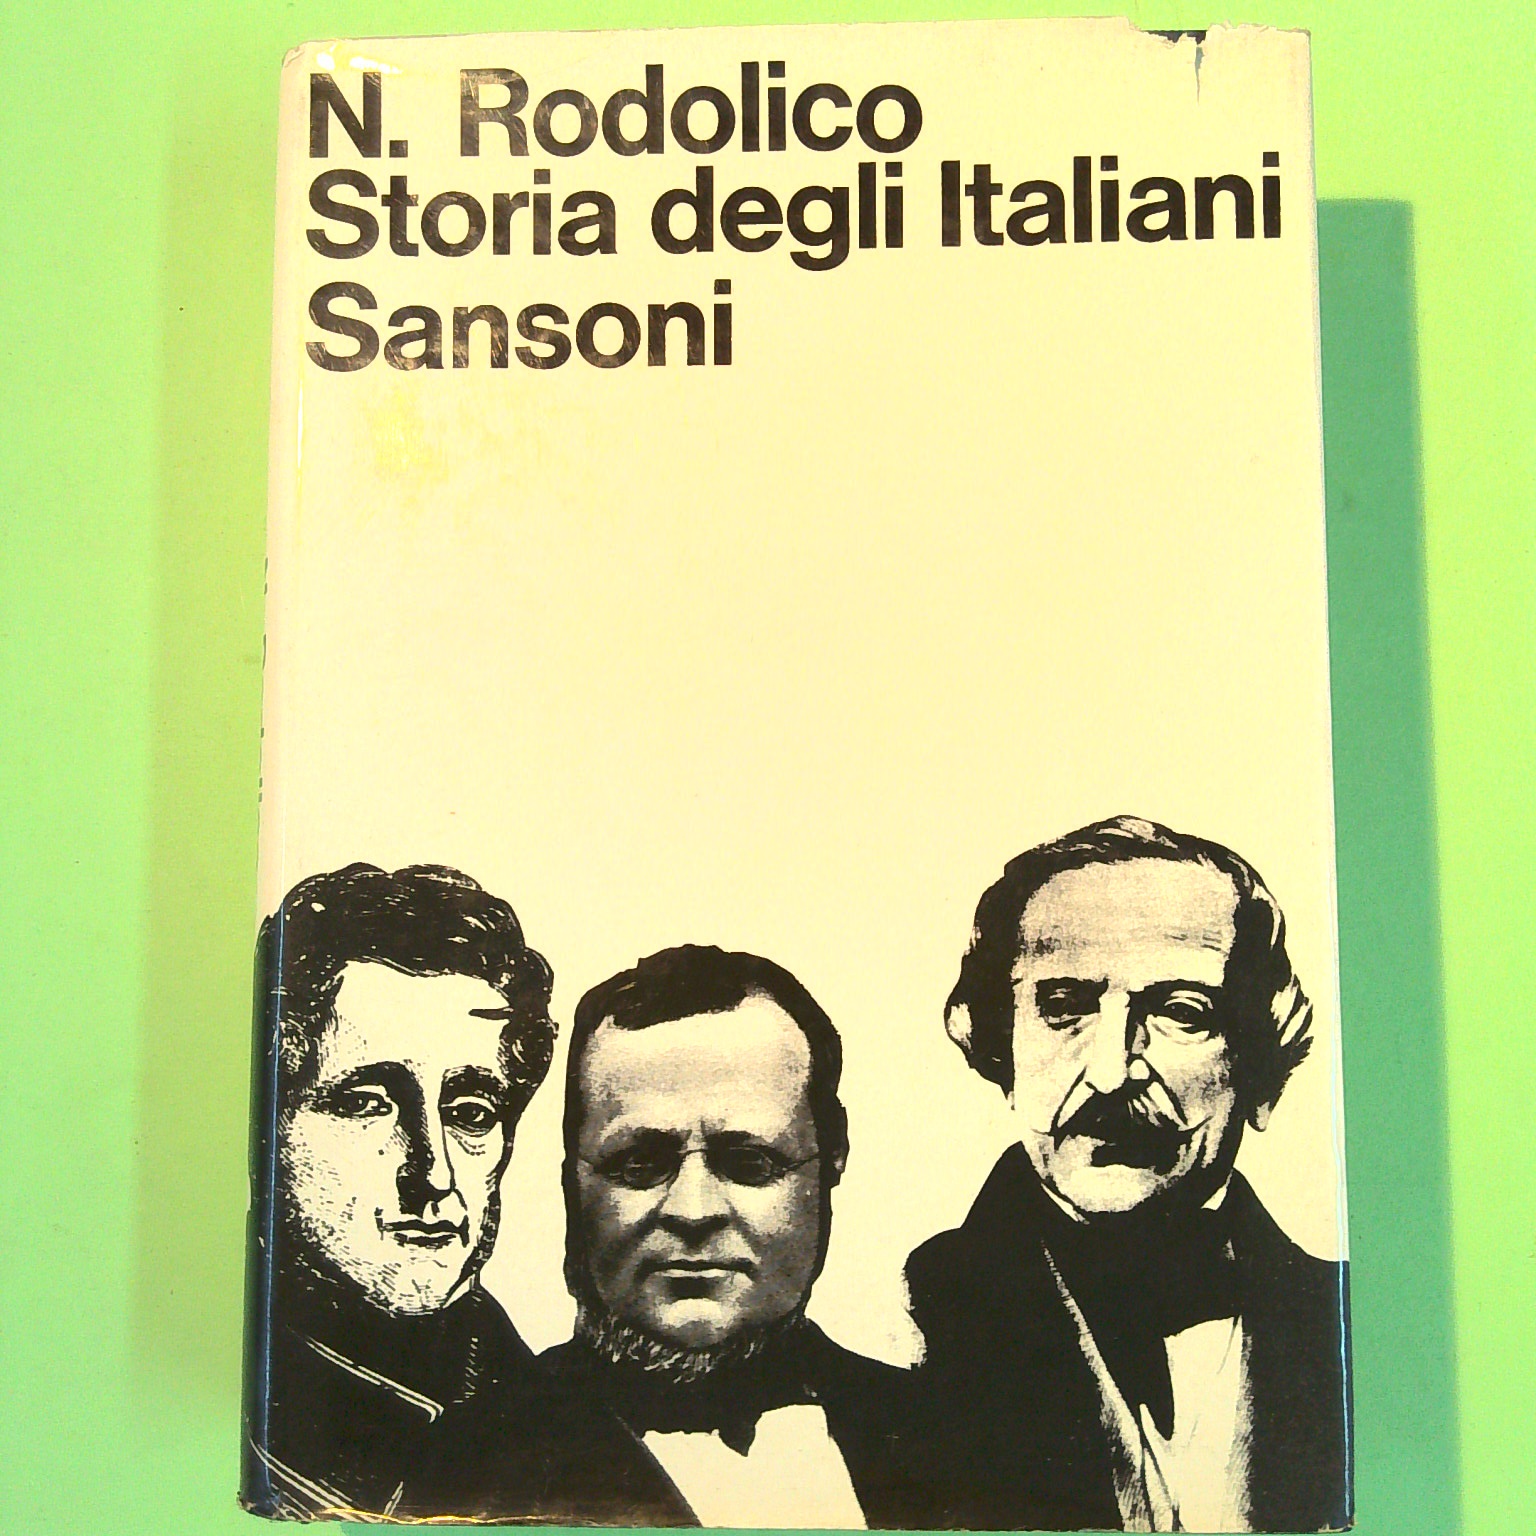 N. Rodolico
Storia degli Italiani
Sansoni